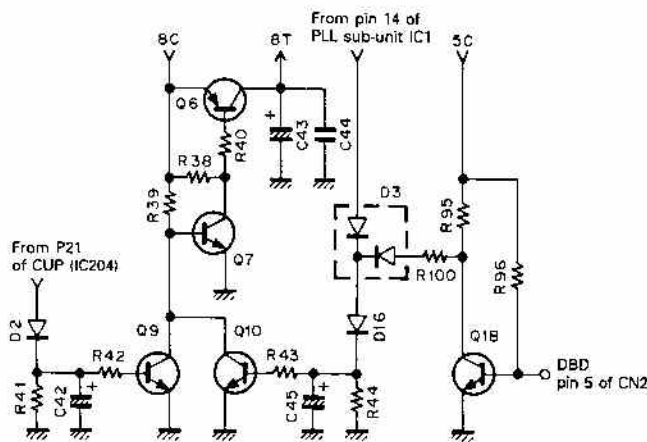 From pin 14 of
PLL sub-unit IC1
8C
8T
5C
Q6
R40
C43
+
C44
R38
R39
Q7
D3
R95
R100
R96
From P21
of CUP (IC204)
D2
Q9
Q10
D16
Q18
R42
R43
DBD
pin 5 of CN2
R41
C42
+
C45
+
R44